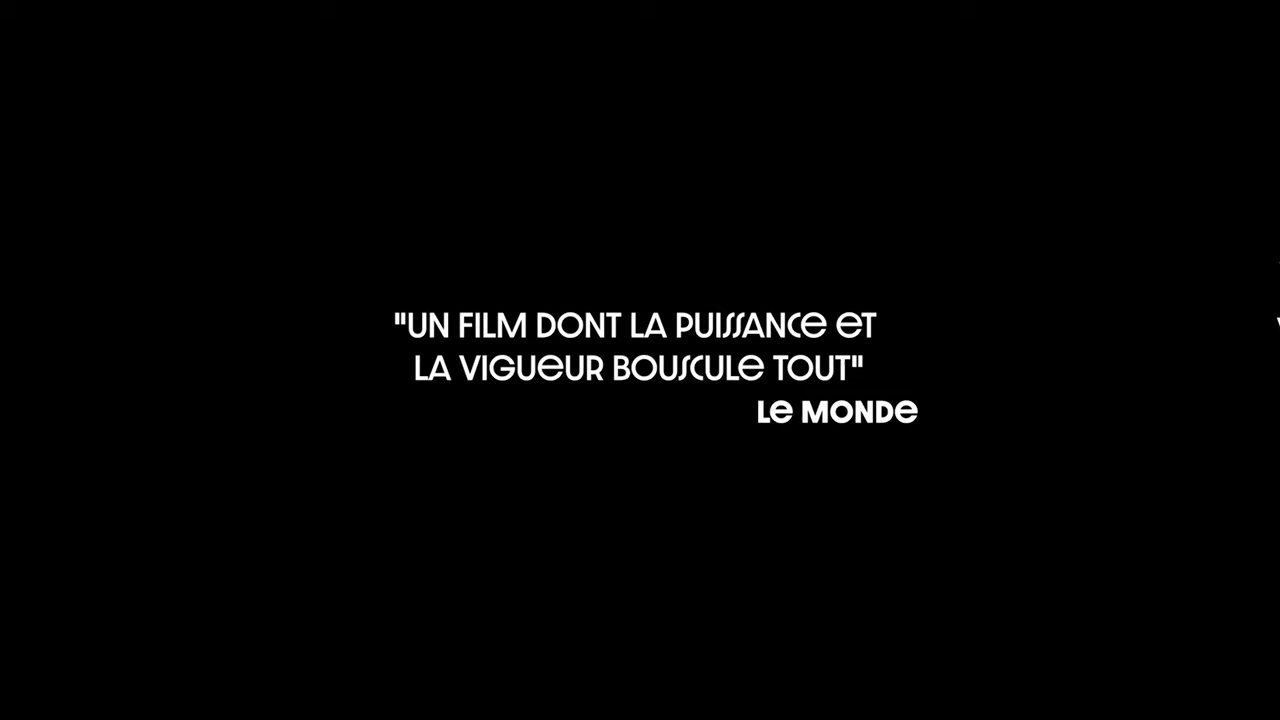 "UN FILM DONT LA PUISSANCE ET
LA VIGUEUR BOUSCULE TOUT"
LE MONDE